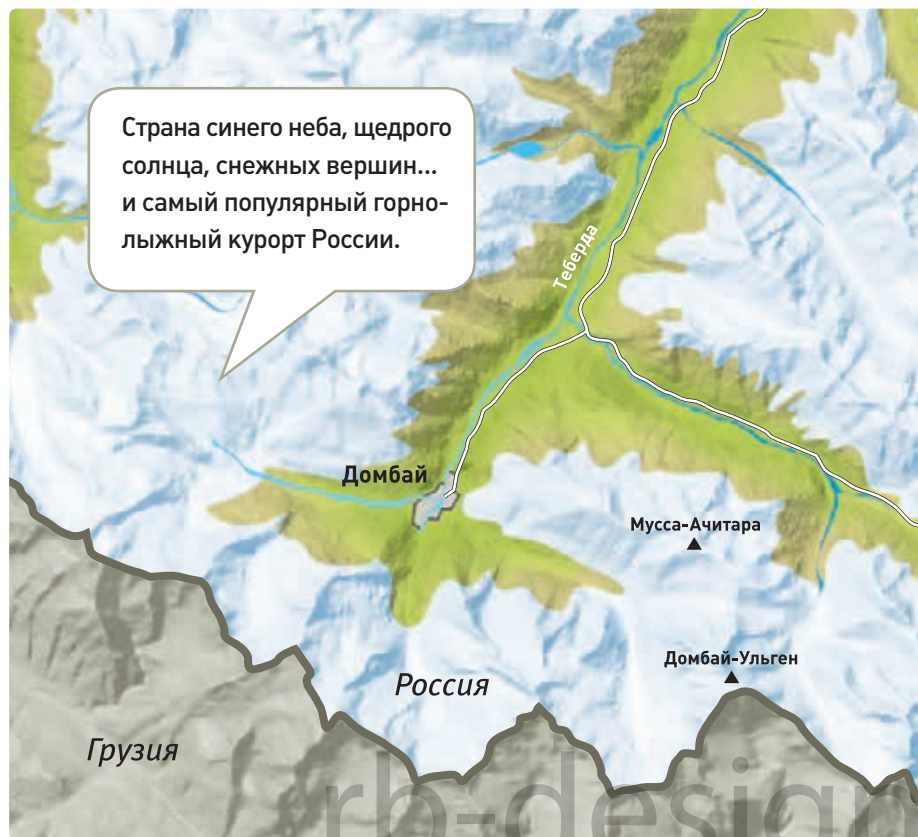 Страна синего неба, щедрого
солнца, снежных вершин...
и самый популярный горно-
лыжный курорт России.
Теберда
Домбай
Мусса-Ачитара
Домбай-Ульген
Россия
Грузия
rb-design